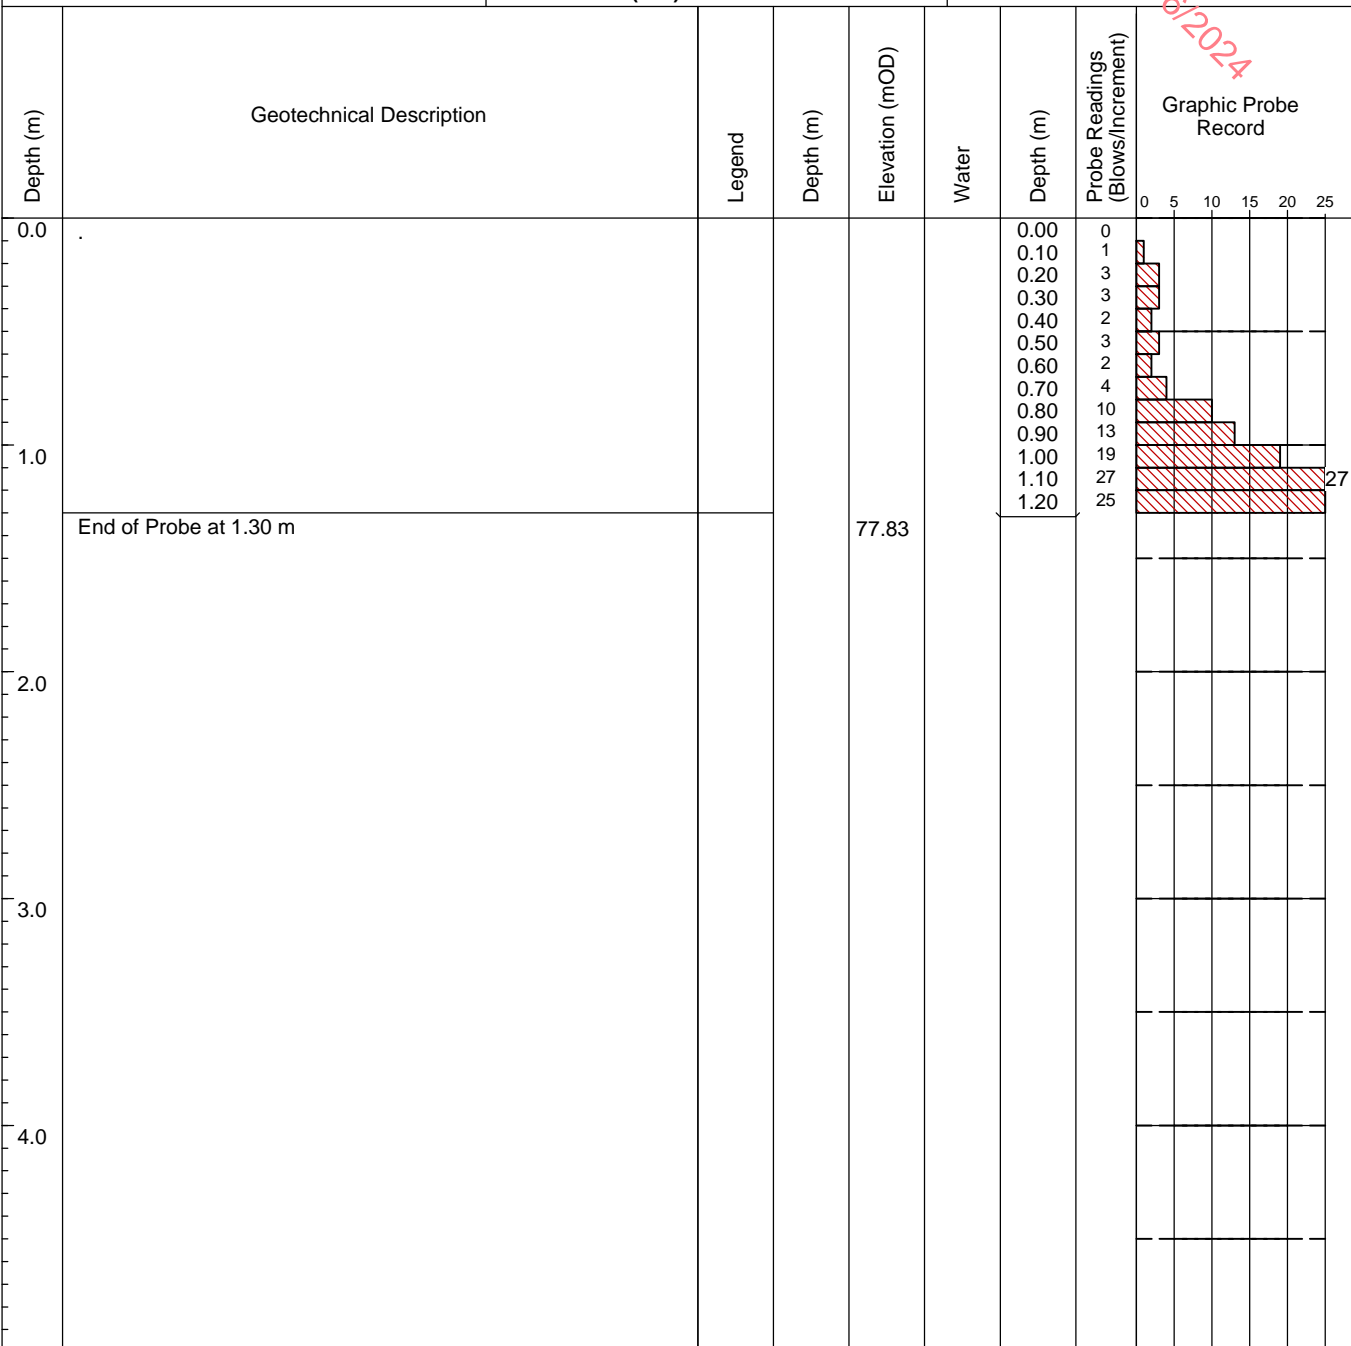 6/2024
Depth (m)
Geotechnical Description
Legend
Depth (m)
Elevation (mOD)
Water
Depth (m)
Probe Readings
(Blows/Increment)
Graphic Probe
Record
0 5 10 15 20 25
0.0 . 0.00 0
0.10 1
0.20 3
0.30 3
0.40 2
0.50 3
0.60 2
0.70 4
0.80 10
0.90 13
1.0 1.00 19
1.10 27 27
1.20 25
End of Probe at 1.30 m 77.83
2.0
3.0
4.0